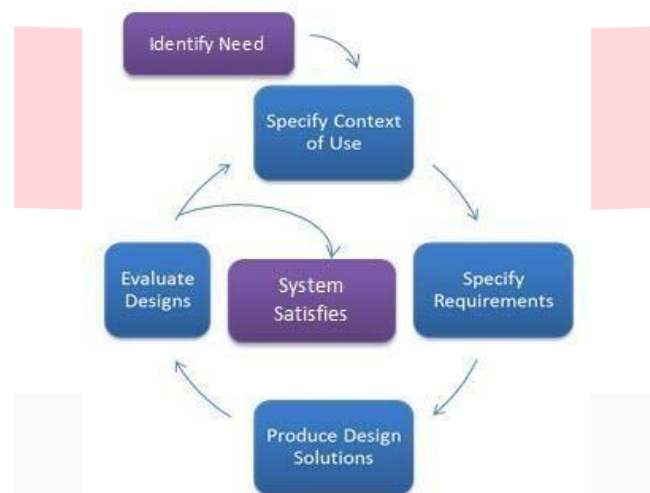 Identify Need
Specify Context
of Use
Evaluate
Designs
System
Satisfies
Specify
Requirements
Produce Design
Solutions